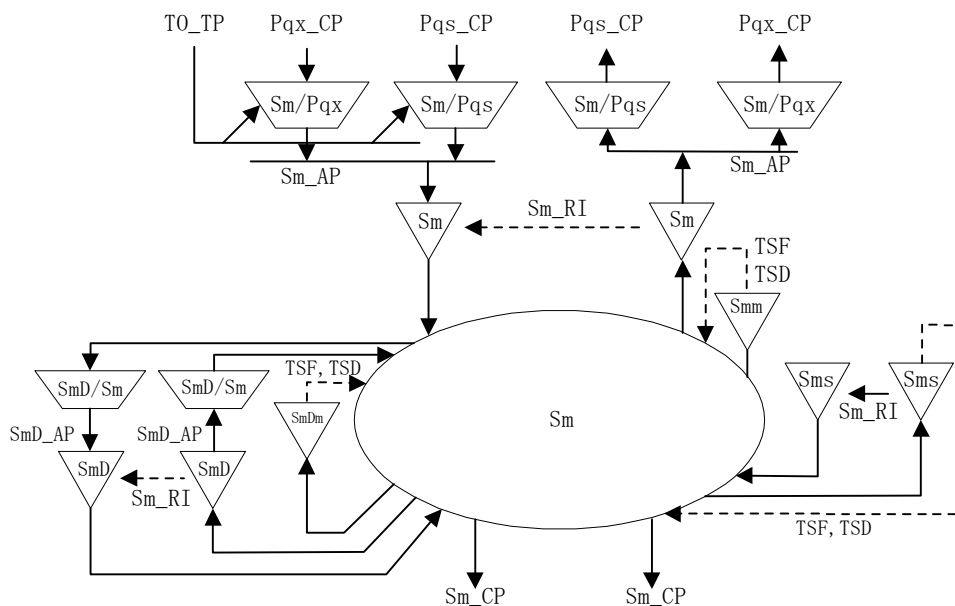 TO_TP
Pqx_CP
Pqs_CP
Pqs_CP
Pqx_CP
Sm/Pqx
Sm/Pqs
Sm/Pqs
Sm/Pqx
Sm_AP
Sm_AP
Sm
Sm_RI
Sm
TSF
TSD
Smm
SmD/Sm
SmD/Sm
TSF,TSD
SmDm
Sm
Sms
Sm_RI
Sms
SmD_AP
SmD_AP
SmD
Sm_RI
SmD
TSF,TSD
Sm_CP
Sm_CP